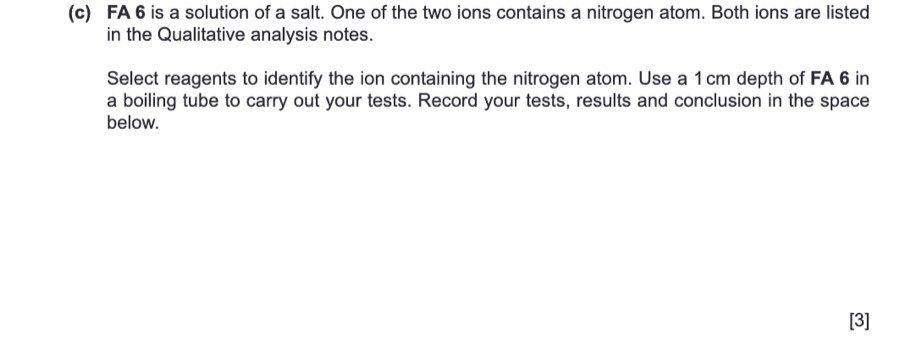 (c) FA 6 is a solution of a salt. One of the two ions contains a nitrogen atom. Both ions are listed
in the Qualitative analysis notes.
Select reagents to identify the ion containing the nitrogen atom. Use a 1 cm depth of FA 6 in
a boiling tube to carry out your tests. Record your tests, results and conclusion in the space
below.
[3]